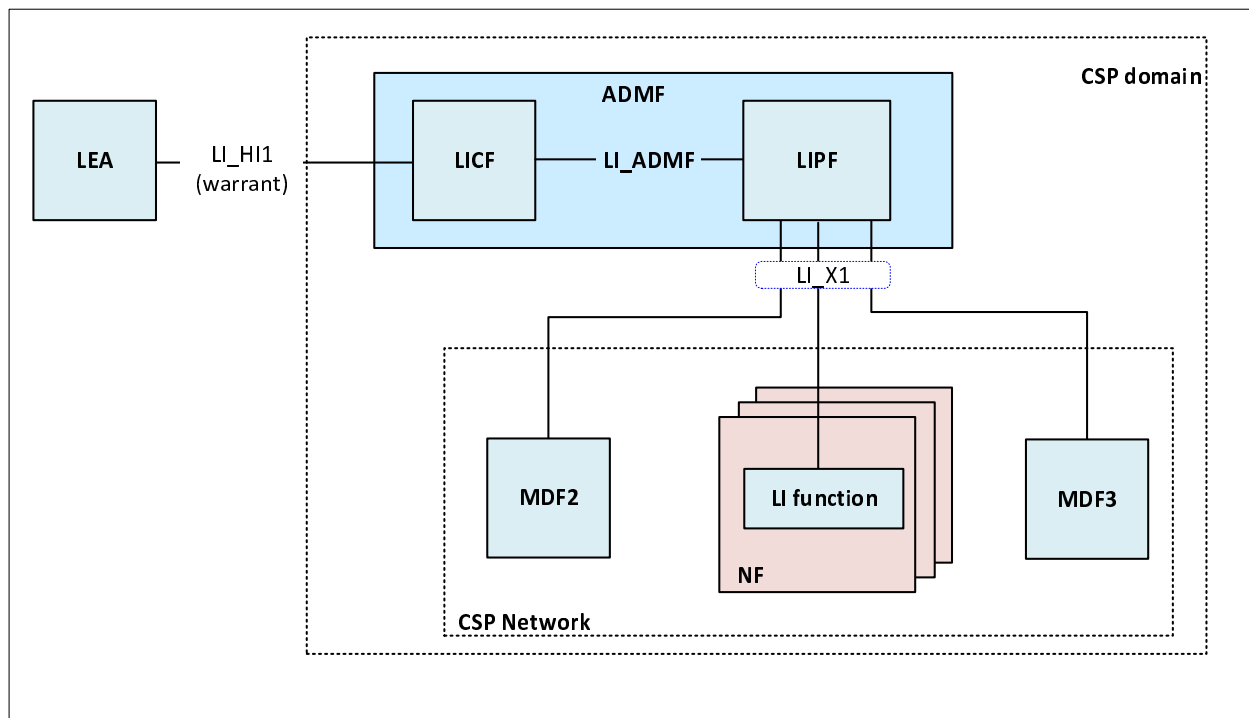 CSP domain
ADMF
LEA
LI_HI1
(warrant)
LICF
LI_ADMF
LIPF
LI_X1
MDF2
LI function
MDF3
NF
CSP Network